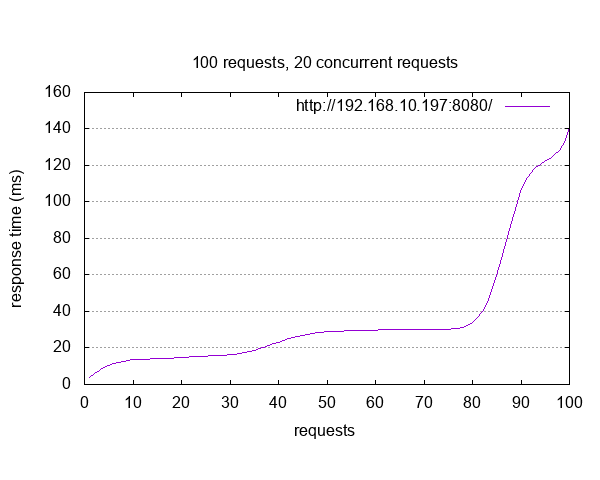 100 requests, 20 concurrent requests
http://192.168.10.197:8080/
response time (ms)
160
140
120
100
80
60
40
20
0
0 10 20 30 40 50 60 70 80 90 100
requests